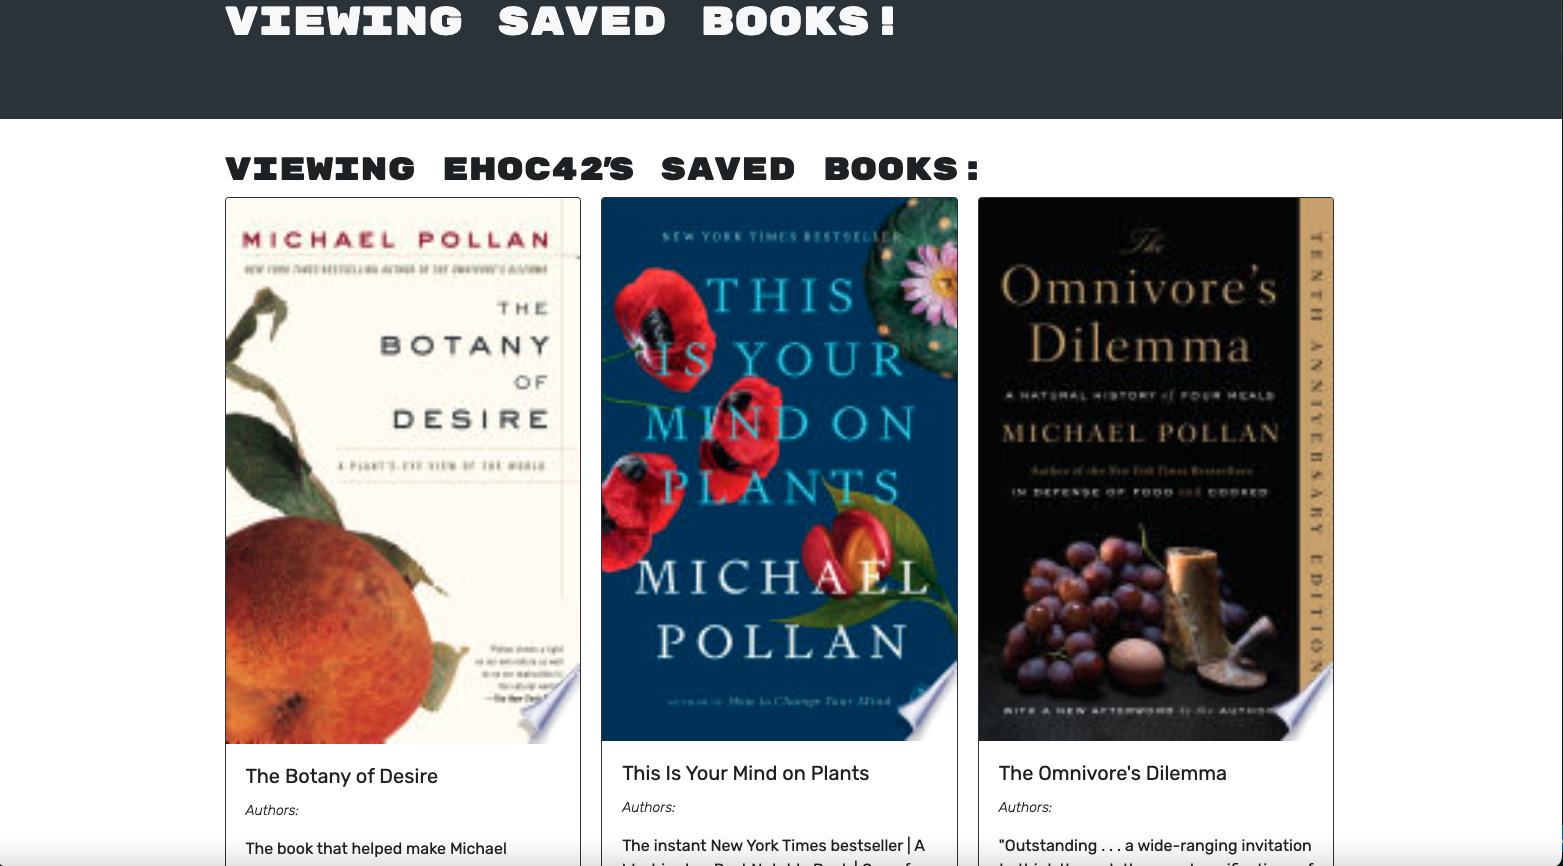 VIEWING SAVED BOOKS!
VIEWING EHOC42'S SAVED BOOKS:
MICHAEL POLLAN
NEW YORK TIMES BESTSELLING AUTHOR OF THE OMNIVORE'S DILEMMA
THE
BOTANY
OF
DESIRE
A PLANT'S-EYE VIEW OF THE WORLD
The Botany of Desire
Authors:
The book that helped make Michael
NEW YORK TIMES BESTSELLER
THIS
IS YOUR
MIND ON
PLANTS
MICHAEL
POLLAN
AUTHOR OF How to Change Your Mind
This Is Your Mind on Plants
Authors:
The instant New York Times bestseller | A
The
Omnivore's
Dilemma
A NATURAL HISTORY of FOUR MEALS
MICHAEL POLLAN
Author of the New York Times Bestsellers
IN DEFENSE OF FOOD and COOKED
WITH A NEW AFTERWORD by the AUTHOR
TENTH ANNIVERSARY EDITION
The Omnivore's Dilemma
Authors:
"Outstanding . . . a wide-ranging invitation